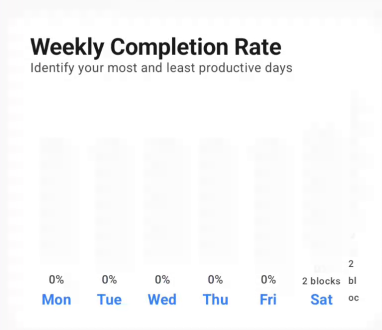 Weekly Completion Rate
Identify your most and least productive days
0% 0% 0% 0% 0% 2 blocks 2
bl
oc
Mon Tue Wed Thu Fri Sat